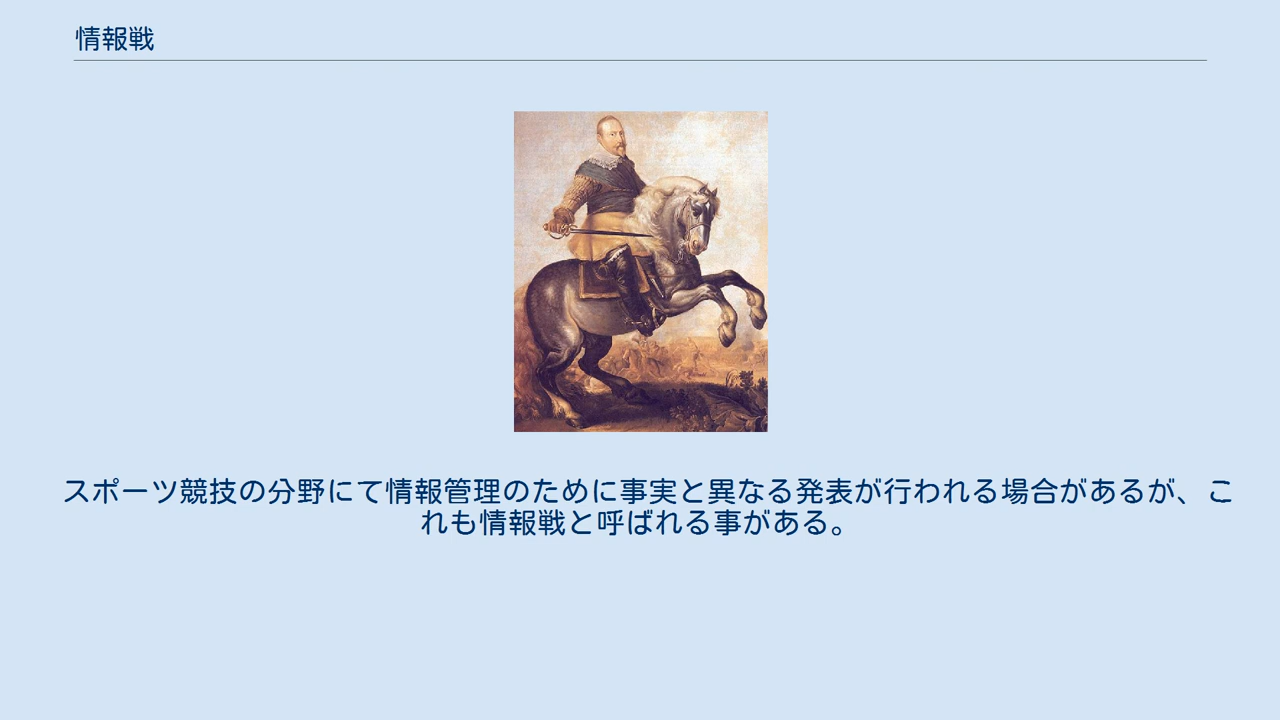 情報戦
スポーツ競技の分野にて情報管理のために事実と異なる発表が行われる場合があるが、こ
れも情報戦と呼ばれる事がある。